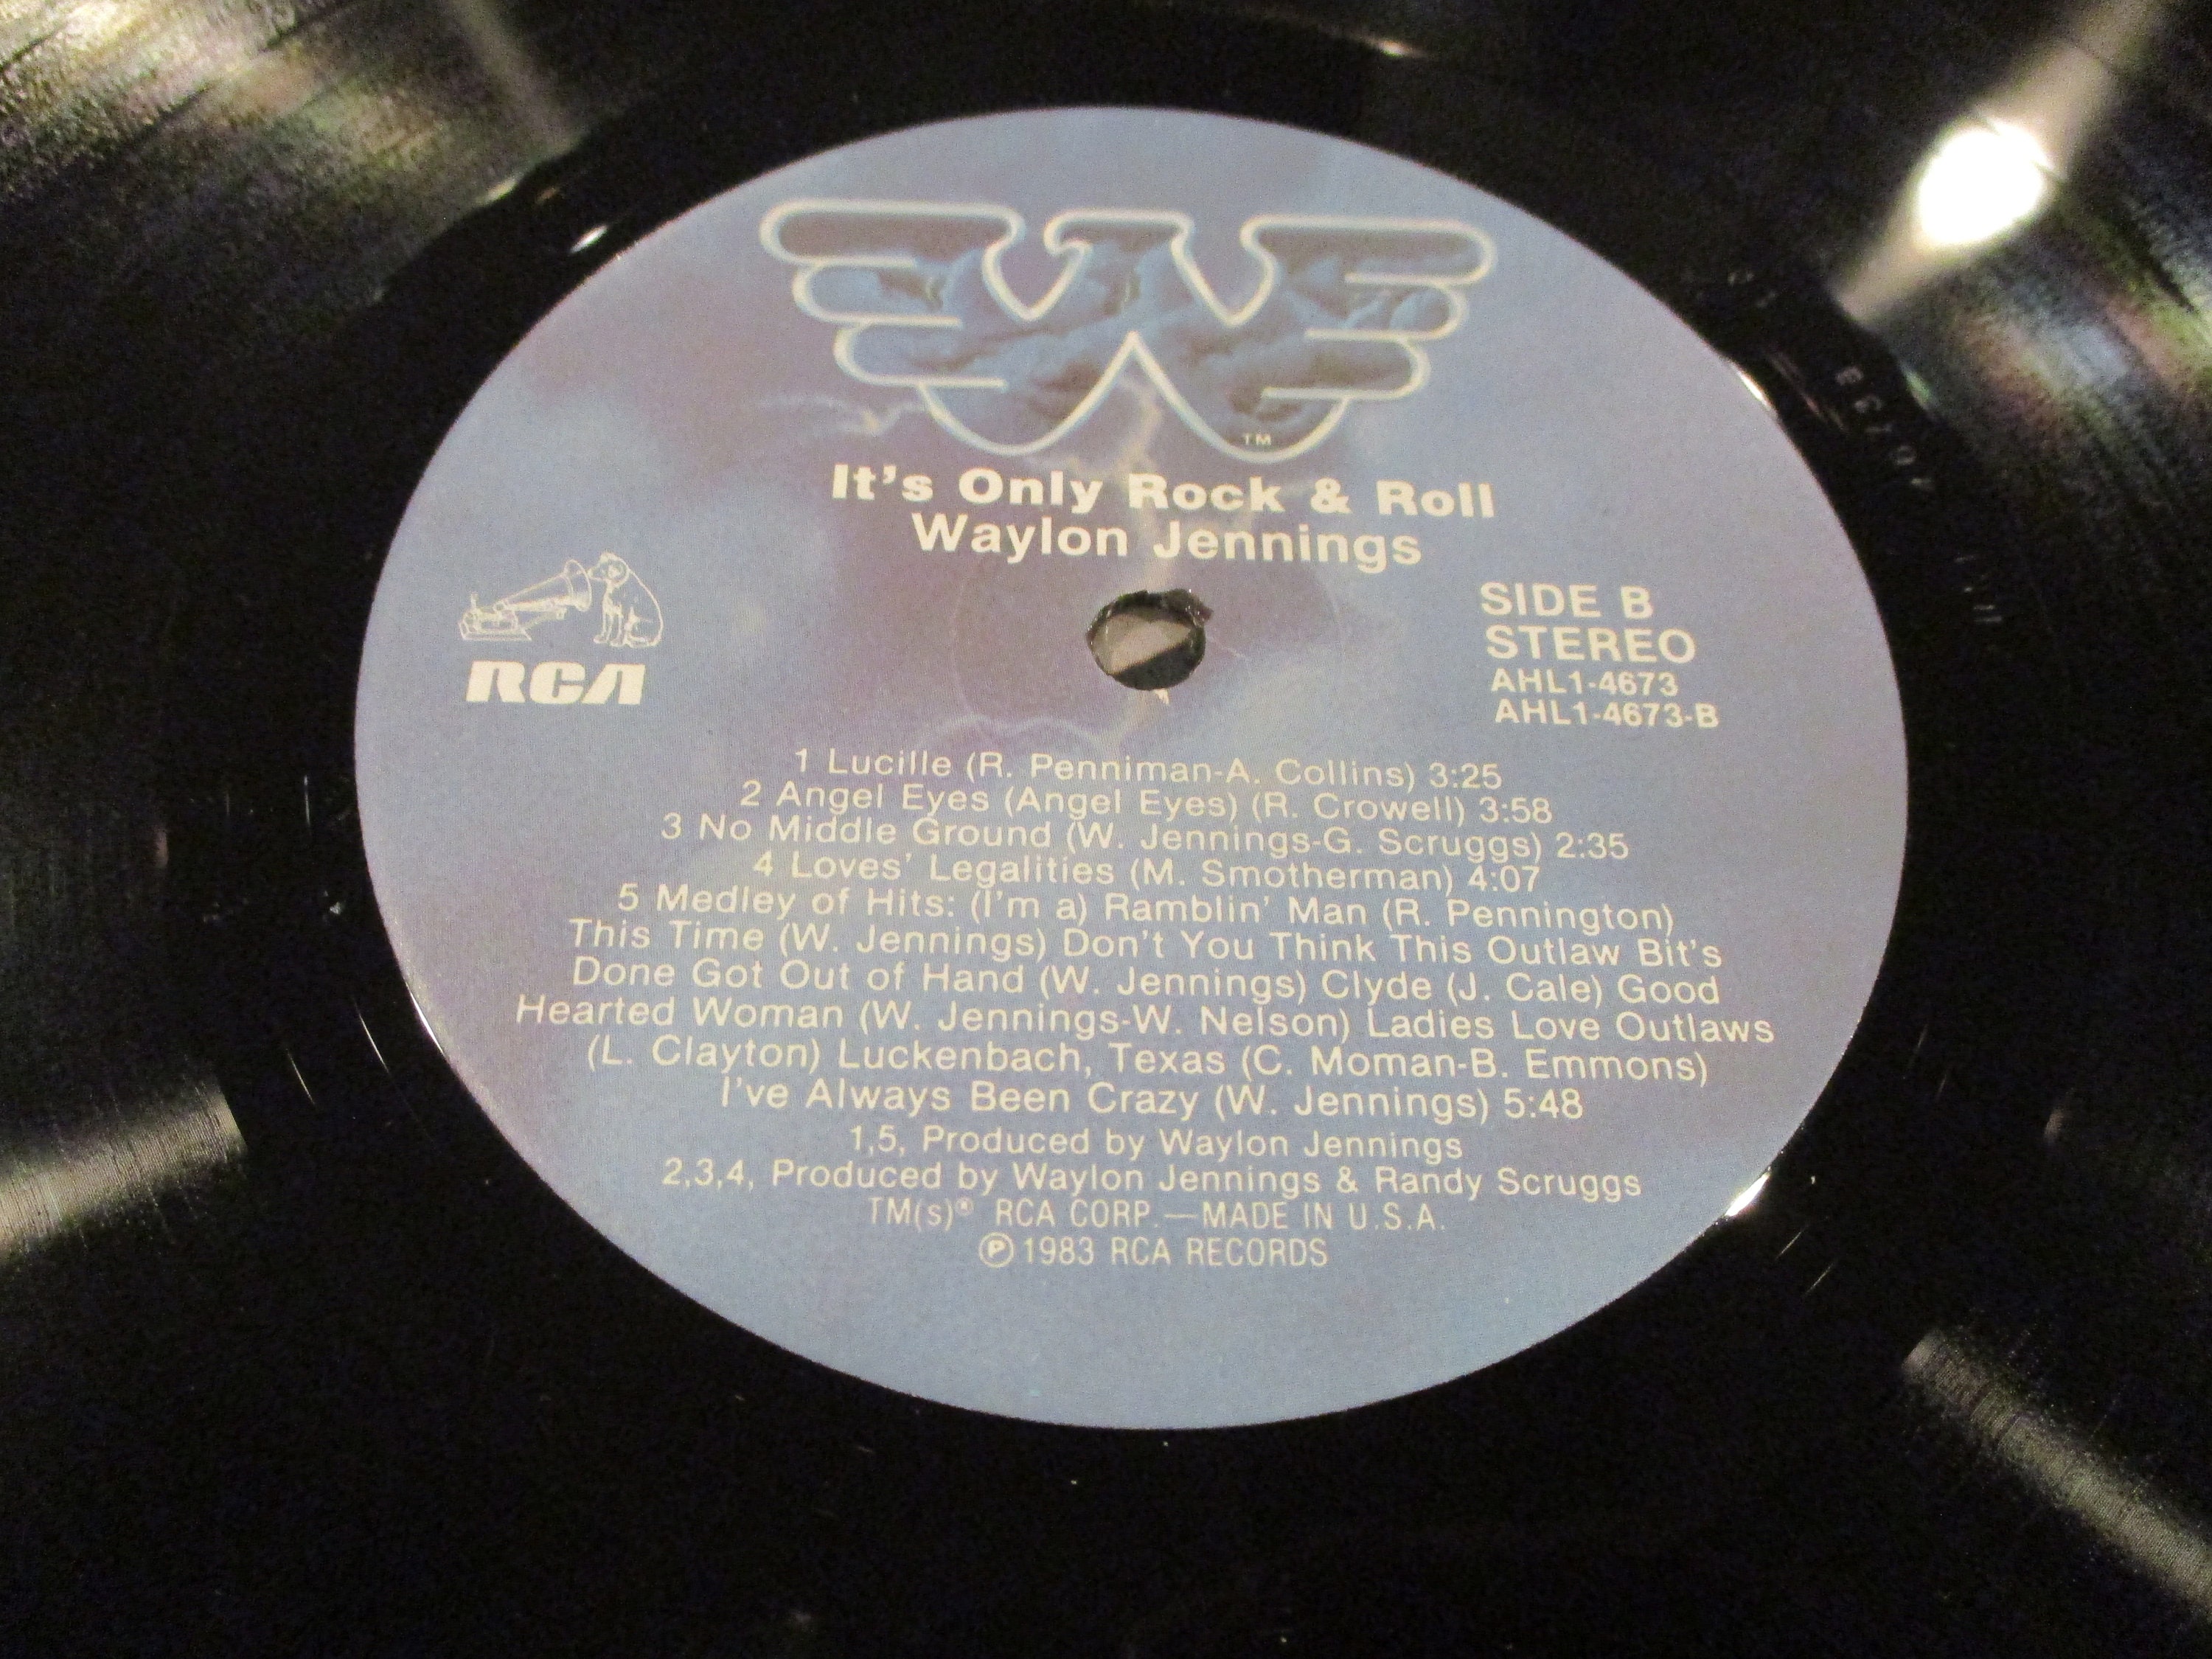 TM
It's Only Rock & Roll
Waylon Jennings
RCA
SIDE B
STEREO
AHL1-4673
AHL1-4673-B
1 Lucille (R. Penniman-A. Collins) 3:25
2 Angel Eyes (Angel Eyes) (R. Crowell) 3:58
3 No Middle Ground (W. Jennings-G. Scruggs) 2:35
4 Loves' Legalities (M. Smotherman) 4:07
5 Medley of Hits: (I'm a) Ramblin' Man (R. Pennington)
This Time (W. Jennings) Don't You Think This Outlaw Bit's
Done Got Out of Hand (W. Jennings) Clyde (J. Cale) Good
Hearted Woman (W. Jennings-W. Nelson) Ladies Love Outlaws
(L. Clayton) Luckenbach, Texas (C. Moman-B. Emmons)
I've Always Been Crazy (W. Jennings) 5:48
1,5, Produced by Waylon Jennings
2,3,4, Produced by Waylon Jennings & Randy Scruggs
TM(s)® RCA CORP.—MADE IN U.S.A.
℗ 1983 RCA RECORDS